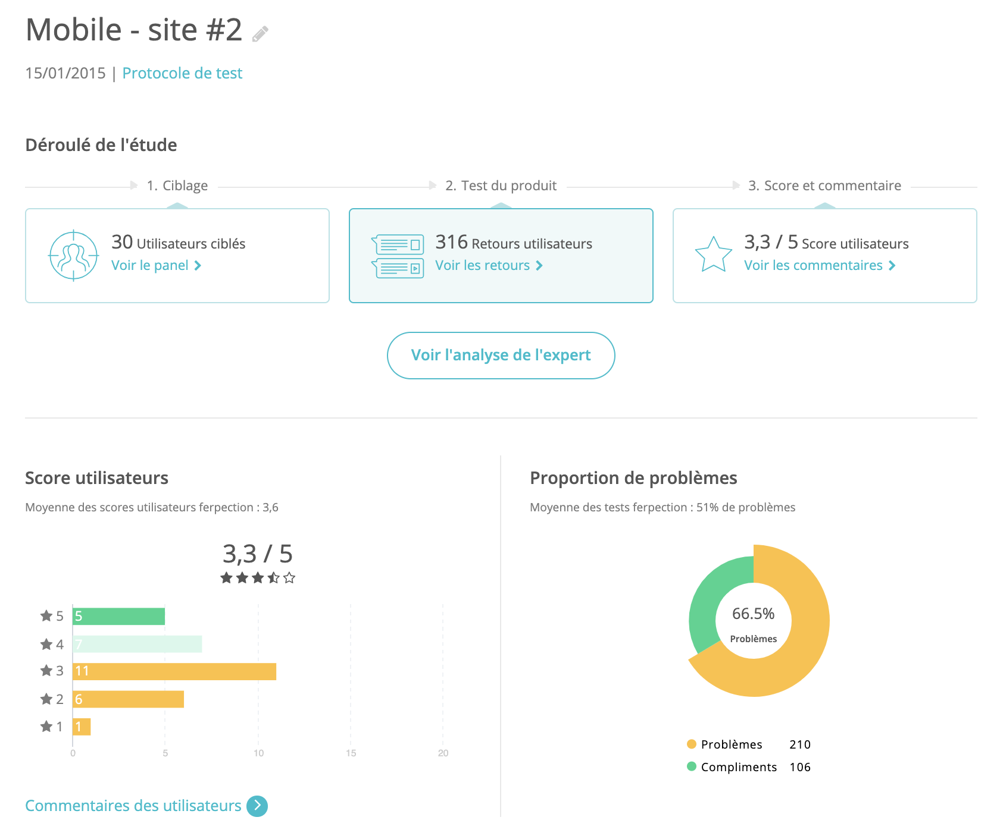 Mobile - site #2
15/01/2015 | Protocole de test
Déroulé de l'étude
1. Ciblage
2. Test du produit
3. Score et commentaire
30 Utilisateurs ciblés
Voir le panel
316 Retours utilisateurs
Voir les retours
3,3 / 5 Score utilisateurs
Voir les commentaires
Voir l'analyse de l'expert
Score utilisateurs
Moyenne des scores utilisateurs ferpection : 3,6
3,3 / 5
5 5
4 7
3 11
2 6
1 1
0 5 10 15 20
Commentaires des utilisateurs
Proportion de problèmes
Moyenne des tests ferpection : 51% de problèmes
66.5%
Problèmes
Problèmes 210
Compliments 106